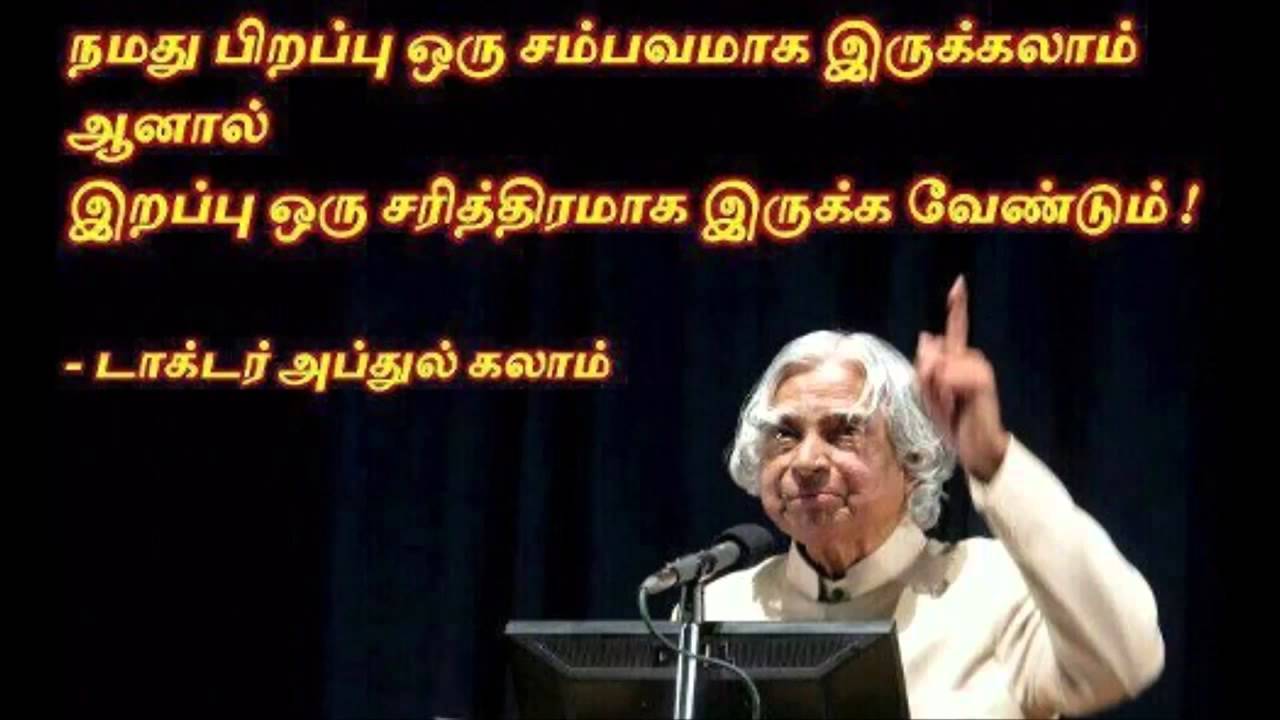 நமது பிறப்பு ஒரு சம்பவமாக இருக்கலாம்
ஆனால்
இறப்பு ஒரு சரித்திரமாக இருக்க வேண்டும் !
- டாக்டர் அப்துல் கலாம்